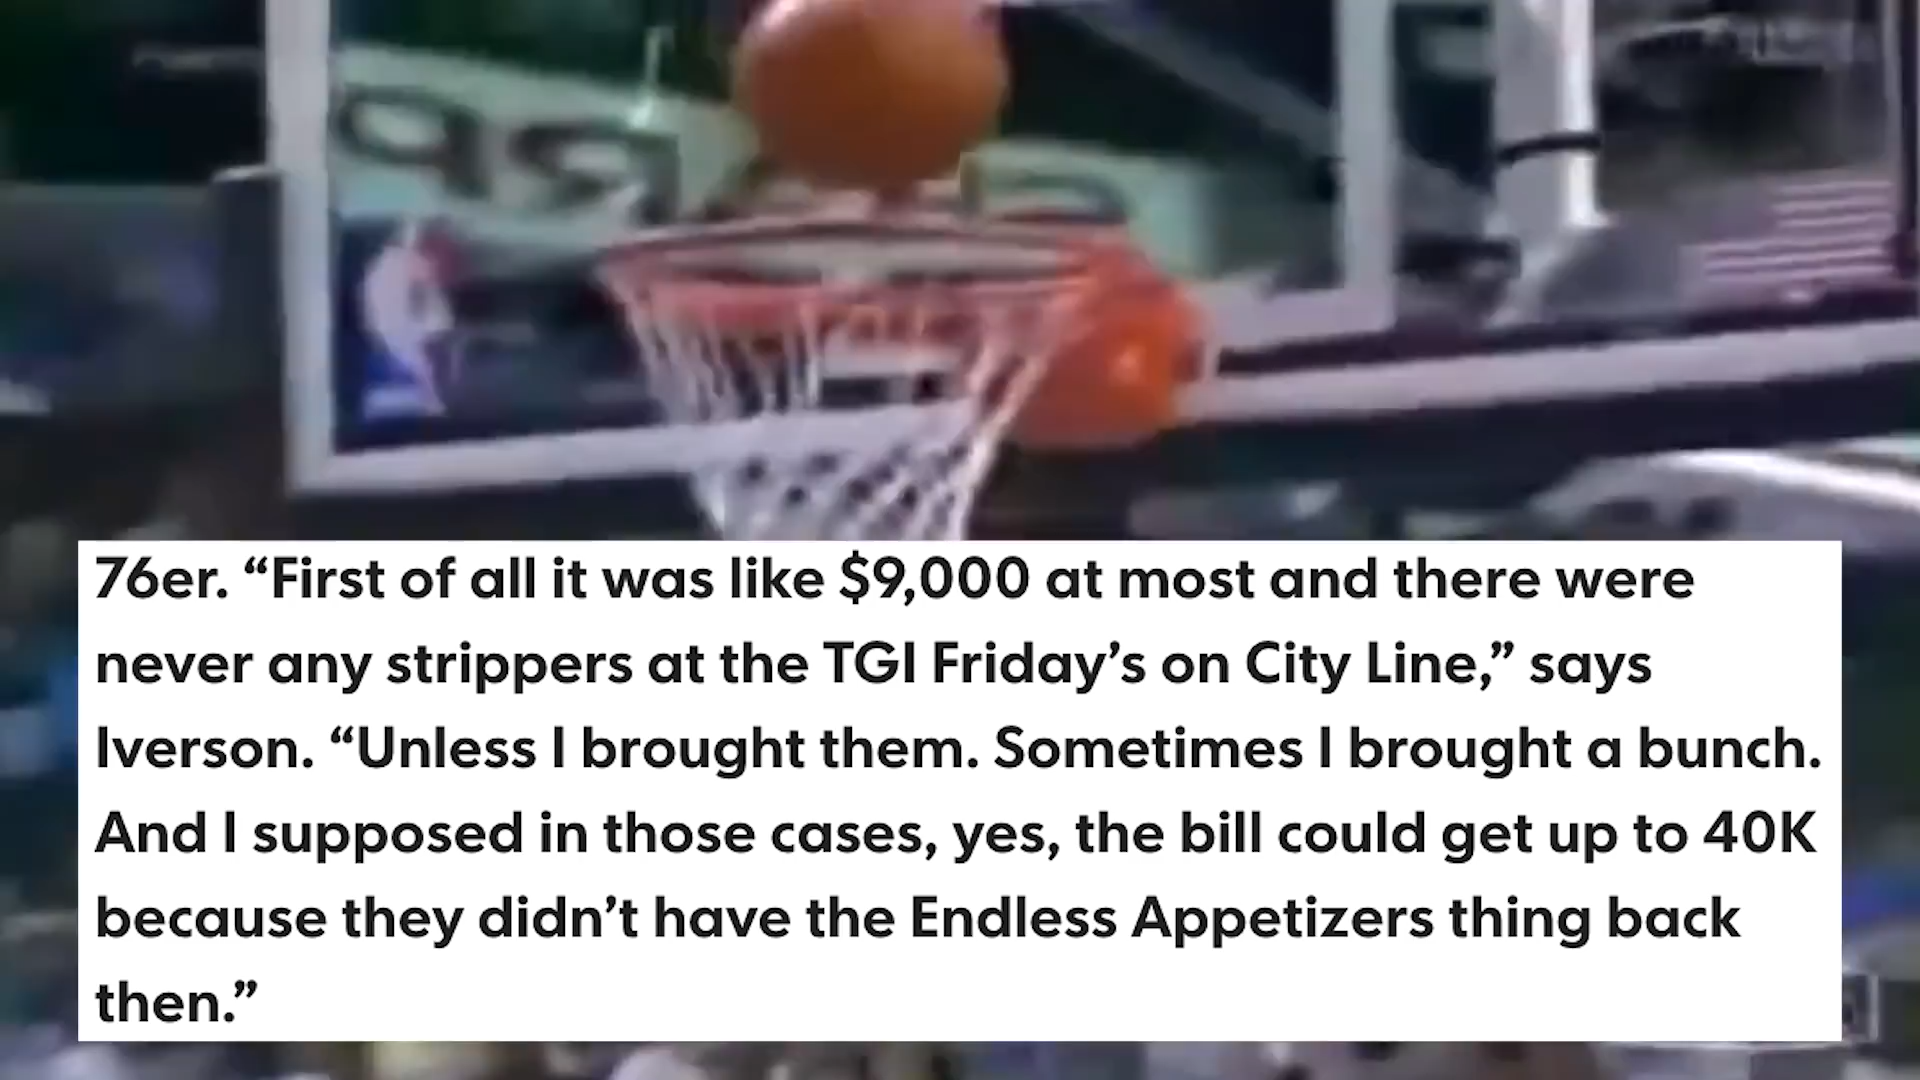 76er. “First of all it was like $9,000 at most and there were
never any strippers at the TGI Friday’s on City Line,” says
Iverson. “Unless I brought them. Sometimes I brought a bunch.
And I supposed in those cases, yes, the bill could get up to 40K
because they didn’t have the Endless Appetizers thing back
then.”